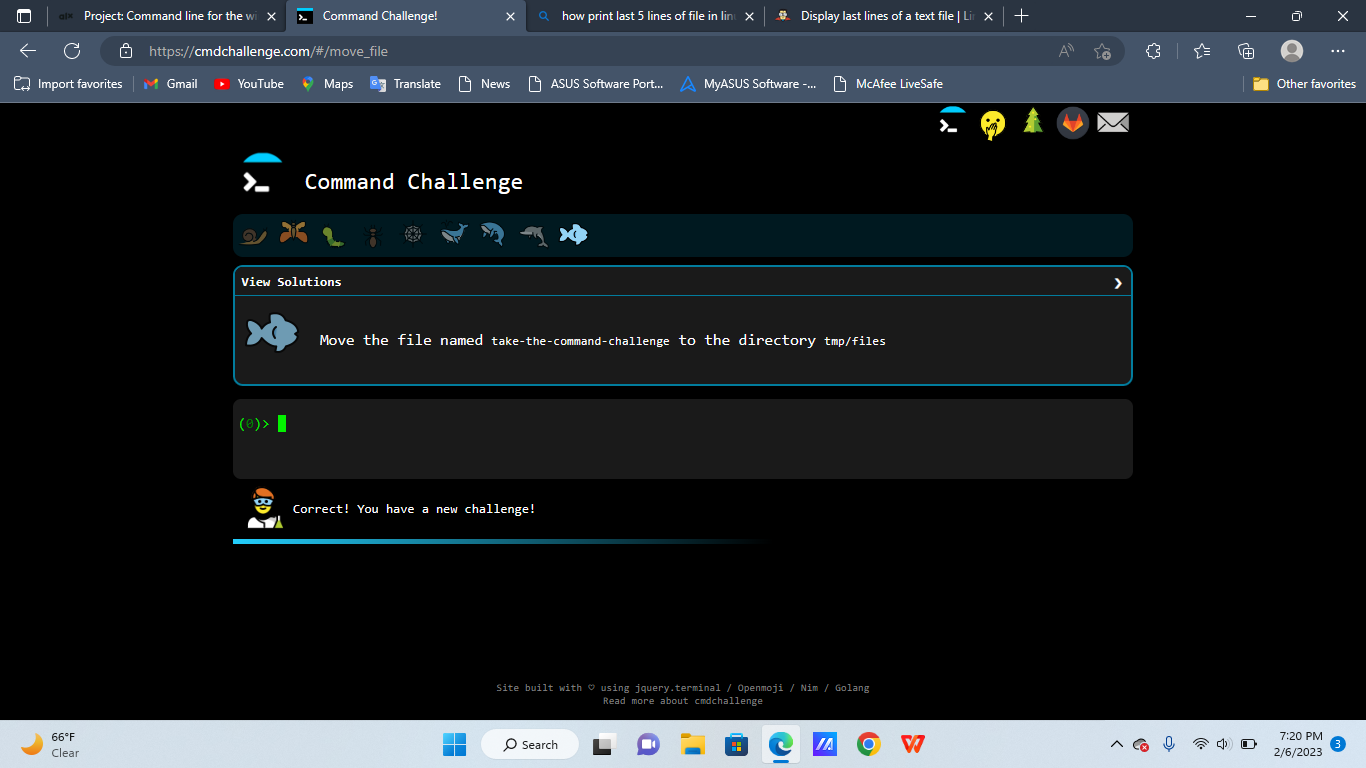 Project: Command line for the wi
Command Challenge!
how print last 5 lines of file in lin
Display last lines of a text file | Li
https://cmdchallenge.com/#/move_file
Import favorites
Gmail
YouTube
Maps
Translate
News
ASUS Software Port...
MyASUS Software -...
McAfee LiveSafe
Other favorites
Command Challenge
View Solutions
Move the file named take-the-command-challenge to the directory tmp/files
(0)>
Correct! You have a new challenge!
Site built with ♡ using jquery.terminal / Openmoji / Nim / Golang
Read more about cmdchallenge
66°F
Clear
Search
7:20 PM
2/6/2023
3